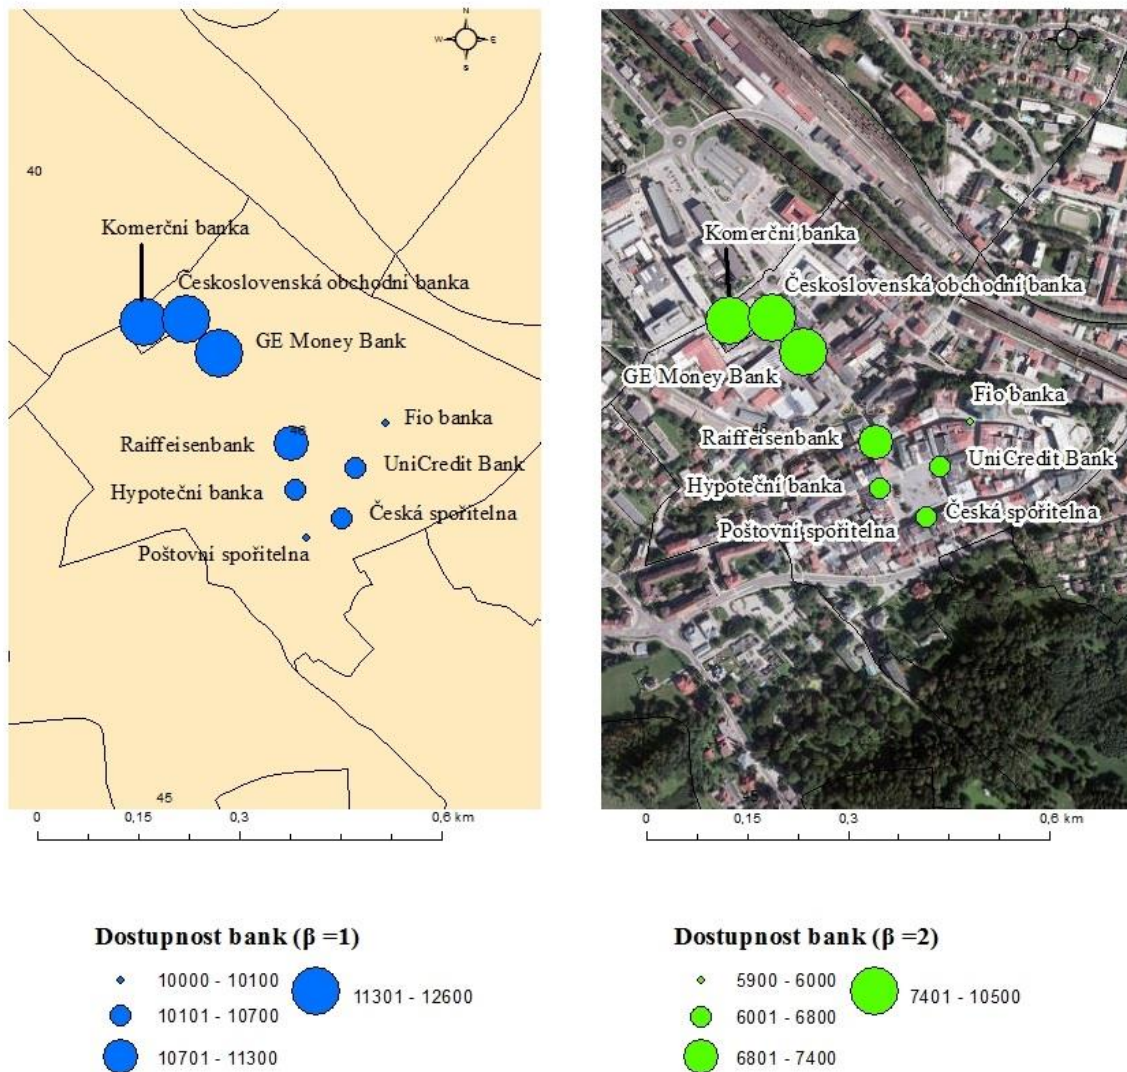 N
W E
S
40
Komerční banka
Československá obchodní banka
GE Money Bank
Fio banka
Raiffeisenbank
46
UniCredit Bank
Hypoteční banka
Česká spořitelna
Poštovní spořitelna
45
0 0,15 0,3 0,6 km
Dostupnost bank (β =1)
10000 - 10100
10101 - 10700
10701 - 11300
11301 - 12600
Komerční banka
Československá obchodní banka
GE Money Bank
Fio banka
Raiffeisenbank
UniCredit Bank
Hypoteční banka
Česká spořitelna
Poštovní spořitelna
45
0 0,15 0,3 0,6 km
Dostupnost bank (β =2)
5900 - 6000
6001 - 6800
6801 - 7400
7401 - 10500